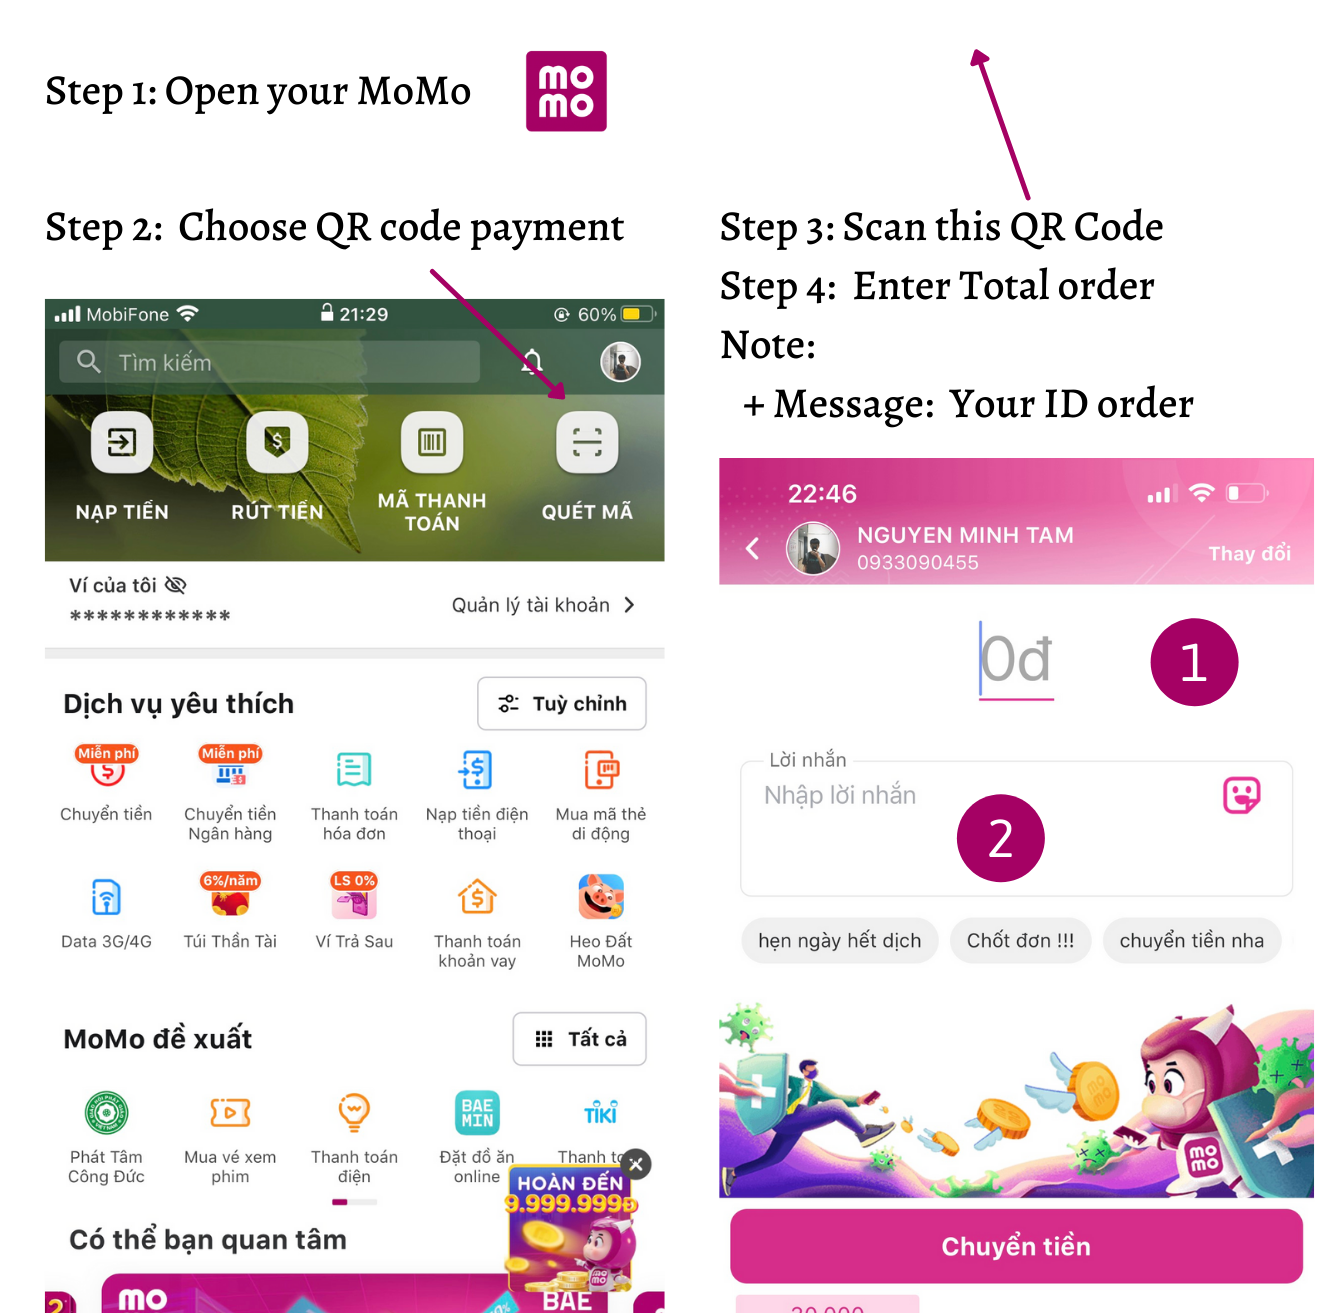 Step 1: Open your MoMo
mo
mo
Step 2: Choose QR code payment
MobiFone
21:29
60%
Tìm kiếm
NẠP TIỀN
RÚT TIỀN
MÃ THANH
TOÁN
QUÉT MÃ
Ví của tôi
************
Quản lý tài khoản
Dịch vụ yêu thích
Tuỳ chỉnh
Miễn phí
Miễn phí
Chuyển tiền
Chuyển tiền
Ngân hàng
Thanh toán
hóa đơn
Nạp tiền điện
thoại
Mua mã thẻ
di động
6%/năm
LS 0%
Data 3G/4G
Túi Thần Tài
Ví Trả Sau
Thanh toán
khoản vay
Heo Đất
MoMo
MoMo đề xuất
Tất cả
BAE
MIN
TIKI
Phát Tâm
Công Đức
Mua vé xem
phim
Thanh toán
điện
Đặt đồ ăn
online
Thanh
HOÀN ĐẾN
9.999.999Đ
mo
mo
Có thể bạn quan tâm
mo
BAE
Step 3: Scan this QR Code
Step 4: Enter Total order
Note:
+ Message: Your ID order
22:46
NGUYEN MINH TAM
0933090455
Thay đổi
0đ
1
Lời nhắn
Nhập lời nhắn
2
hẹn ngày hết dịch
Chốt đơn !!!
chuyển tiền nha
mo
mo
mo
mo
Chuyển tiền
20.000